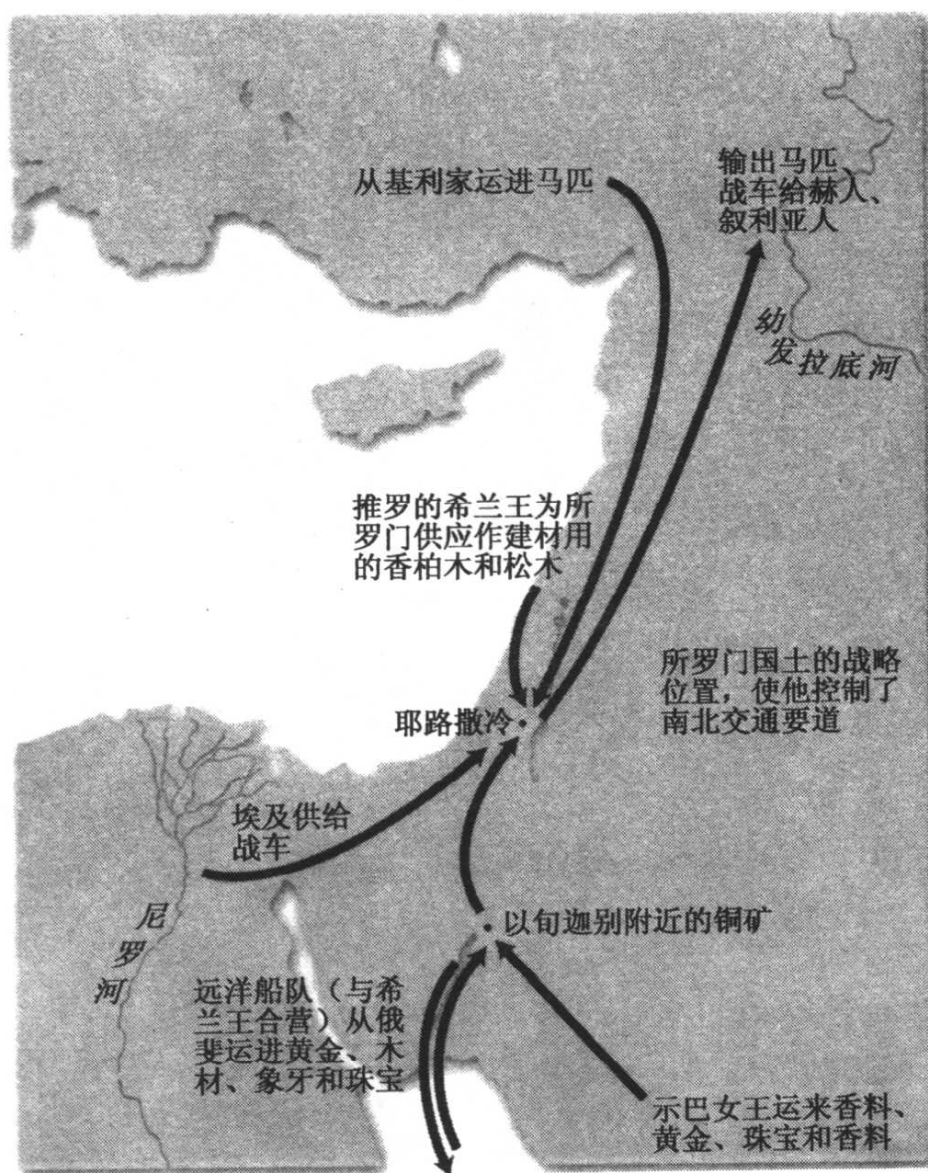 从基利家运进马匹
输出马匹、
战车给赫人、
叙利亚人
幼发拉底河
推罗的希兰王为所
罗门供应作建材用
的香柏木和松木
所罗门国土的战略
位置，使他控制了
南北交通要道
耶路撒冷
埃及供给
战车
尼罗河
以旬迦别附近的铜矿
远洋船队（与希
兰王合营）从俄
斐运进黄金、木
材、象牙和珠宝
示巴女王运来香料、
黄金、珠宝和香料